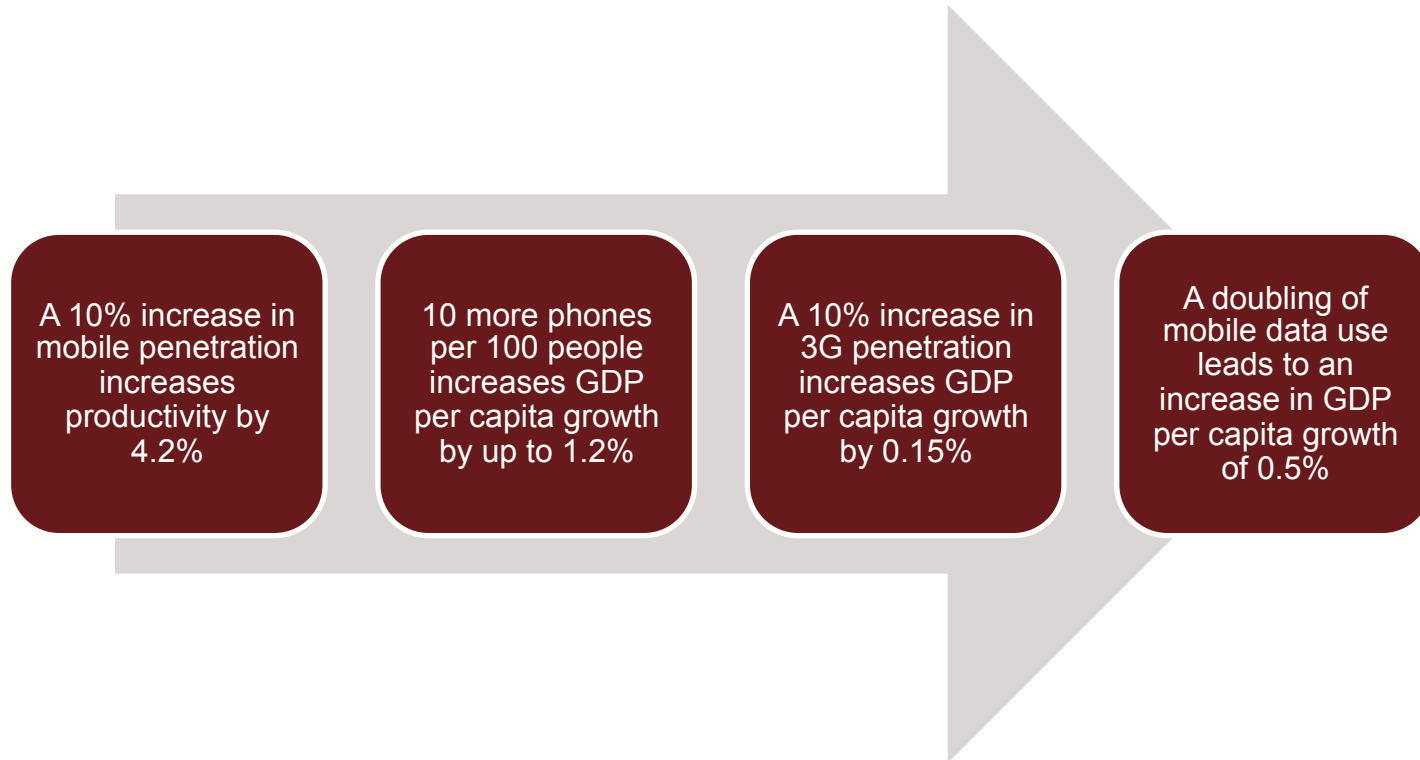 A 10% increase in
mobile penetration
increases
productivity by
4.2%
10 more phones
per 100 people
increases GDP
per capita growth
by up to 1.2%
A 10% increase in
3G penetration
increases GDP
per capita growth
by 0.15%
A doubling of
mobile data use
leads to an
increase in GDP
per capita growth
of 0.5%